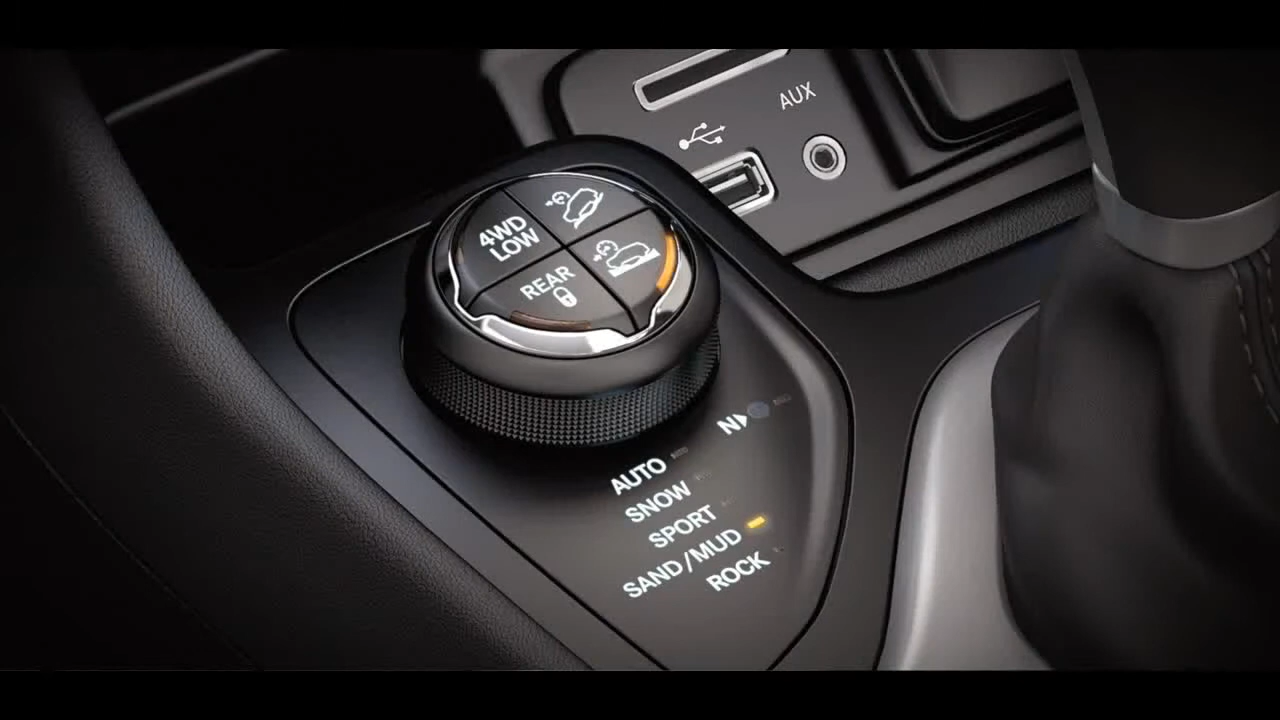 AUX
4WD
LOW
REAR
N
AUTO
SNOW
SPORT
SAND/MUD
ROCK